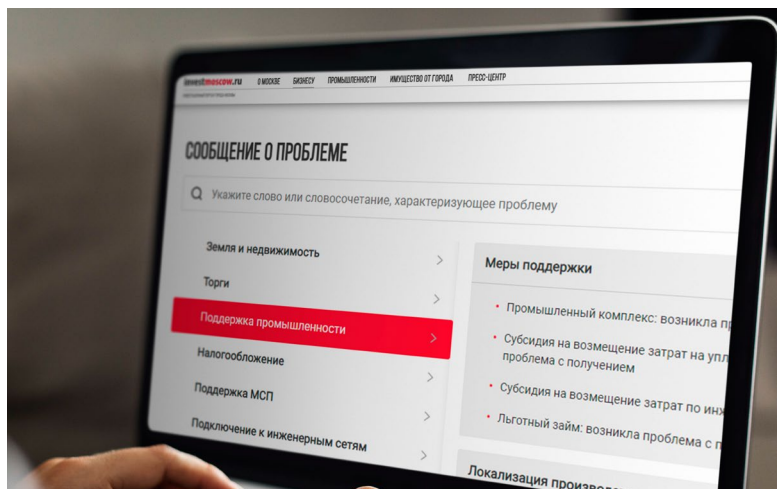 investmoscow.ru О МОСКВЕ БИЗНЕСУ ПРОМЫШЛЕННОСТИ ИМУЩЕСТВО ОТ ГОРОДА ПРЕСС-ЦЕНТР
СООБЩЕНИЕ О ПРОБЛЕМЕ
Укажите слово или словосочетание, характеризующее проблему
Земля и недвижимость
Торги
Поддержка промышленности
Налогообложение
Поддержка МСП
Подключение к инженерным сетям
Меры поддержки
• Промышленный комплекс: возникла
• Субсидия на возмещение затрат на
проблема с получением
• Субсидия на возмещение затрат по
• Льготный займ: возникла проблема с
Локализация